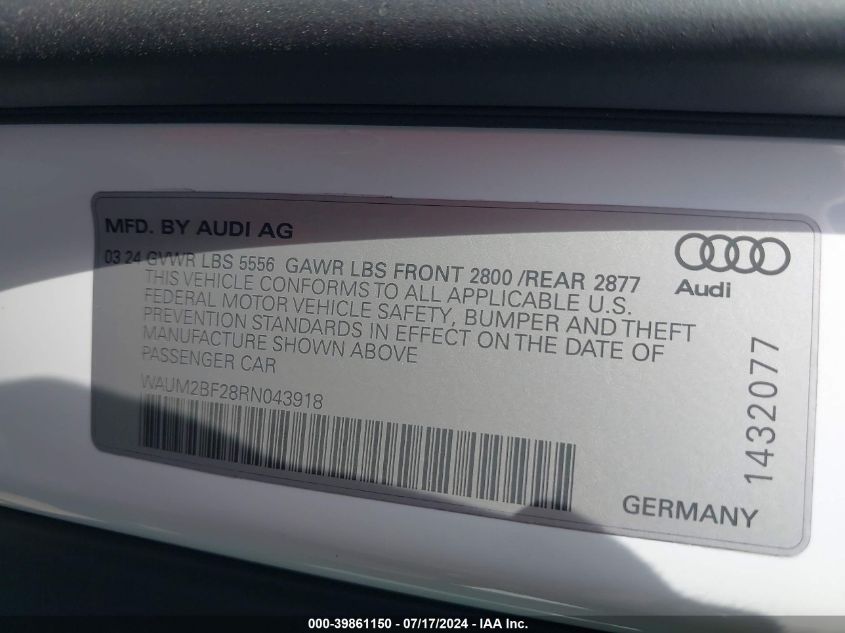 MFD. BY AUDI AG
03 24 GVWR LBS 5556 GAWR LBS FRONT 2800 /REAR 2877
THIS VEHICLE CONFORMS TO ALL APPLICABLE U.S.
FEDERAL MOTOR VEHICLE SAFETY, BUMPER AND THEFT
PREVENTION STANDARDS IN EFFECT ON THE DATE OF
MANUFACTURE SHOWN ABOVE
PASSENGER CAR
WAUM2BF28RN043918
Audi
1432077
GERMANY
000-39861150 - 07/17/2024 - IAA Inc.